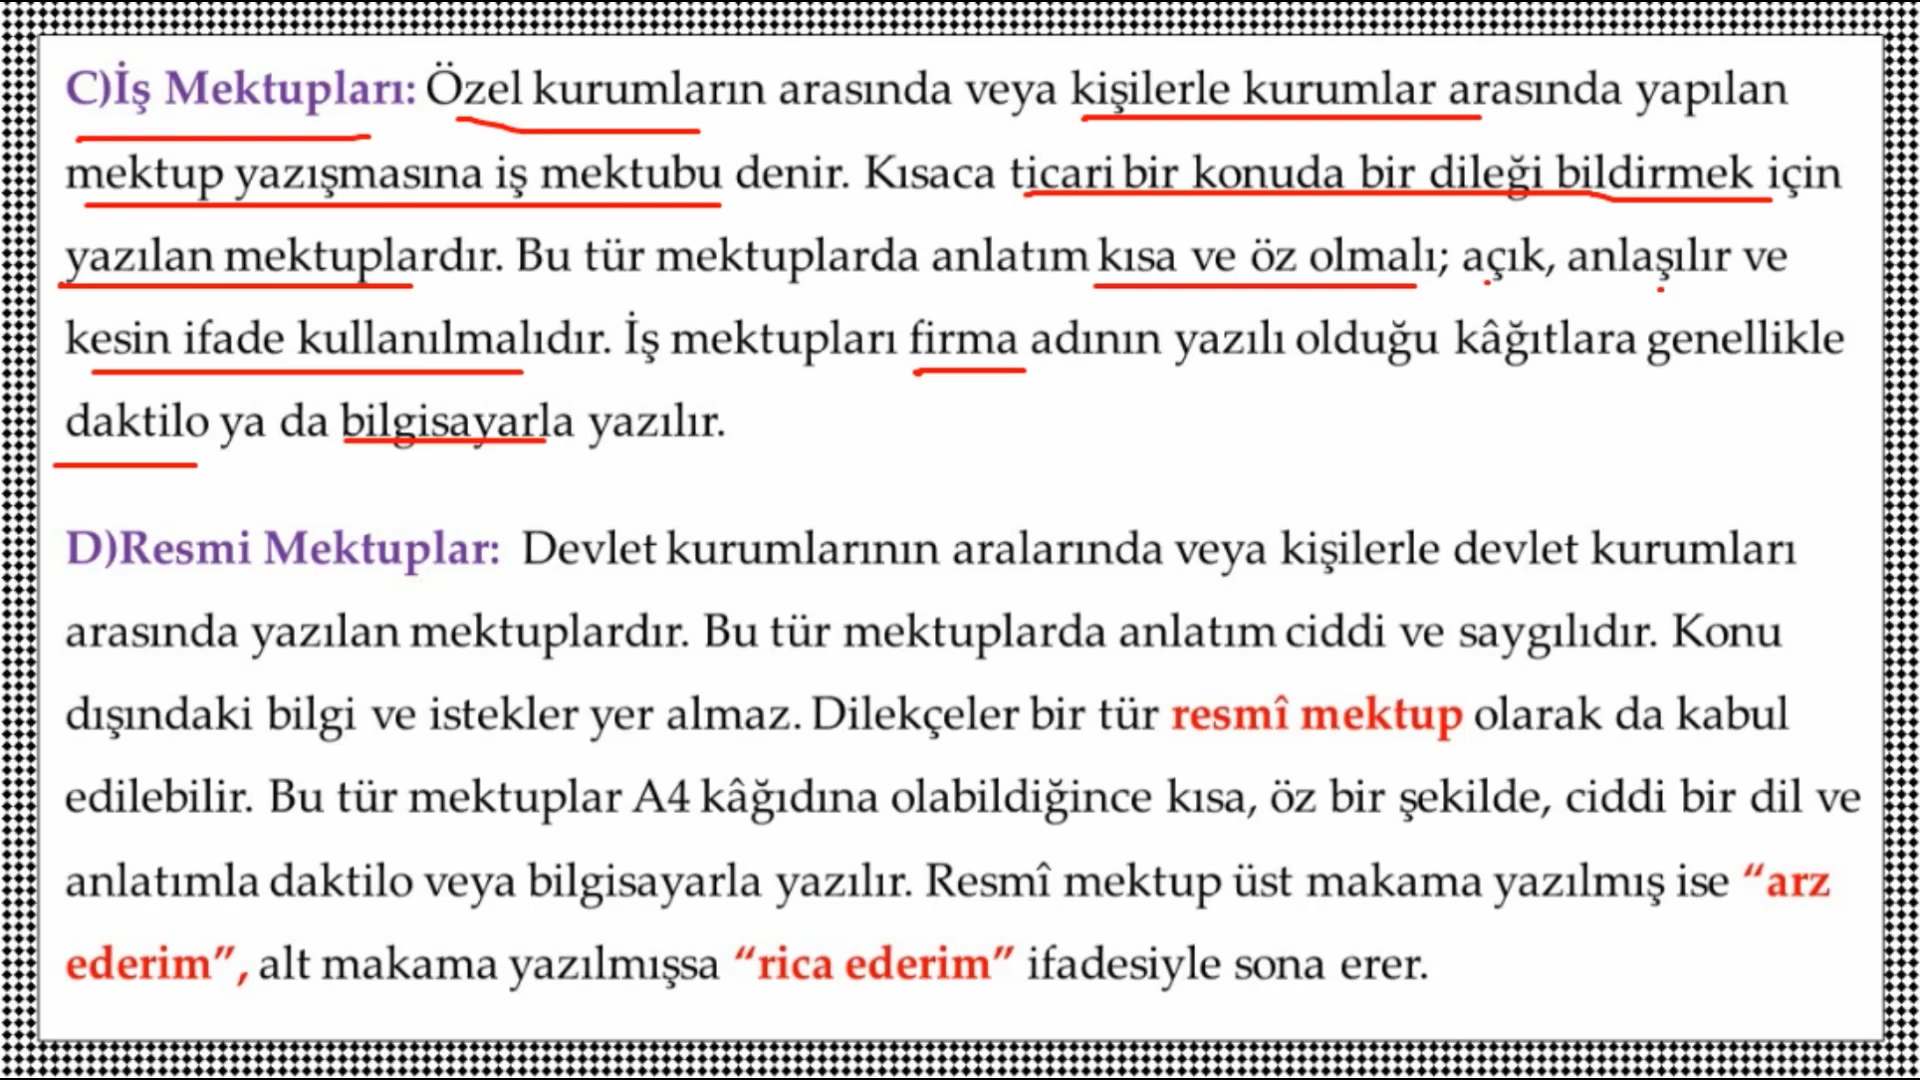 C)İş Mektupları: Özel kurumların arasında veya kişilerle kurumlar arasında yapılan
mektup yazışmasına iş mektubu denir. Kısaca ticari bir konuda bir dileği bildirmek için
yazılan mektuplardır. Bu tür mektuplarda anlatım kısa ve öz olmalı; açık, anlaşılır ve
kesin ifade kullanılmalıdır. İş mektupları firma adının yazılı olduğu kâğıtlara genellikle
daktilo ya da bilgisayarla yazılır.
D)Resmi Mektuplar: Devlet kurumlarının aralarında veya kişilerle devlet kurumları
arasında yazılan mektuplardır. Bu tür mektuplarda anlatım ciddi ve saygılıdır. Konu
dışındaki bilgi ve istekler yer almaz. Dilekçeler bir tür resmî mektup olarak da kabul
edilebilir. Bu tür mektuplar A4 kâğıdına olabildiğince kısa, öz bir şekilde, ciddi bir dil ve
anlatımla daktilo veya bilgisayarla yazılır. Resmî mektup üst makama yazılmış ise “arz
ederim”, alt makama yazılmışsa “rica ederim” ifadesiyle sona erer.